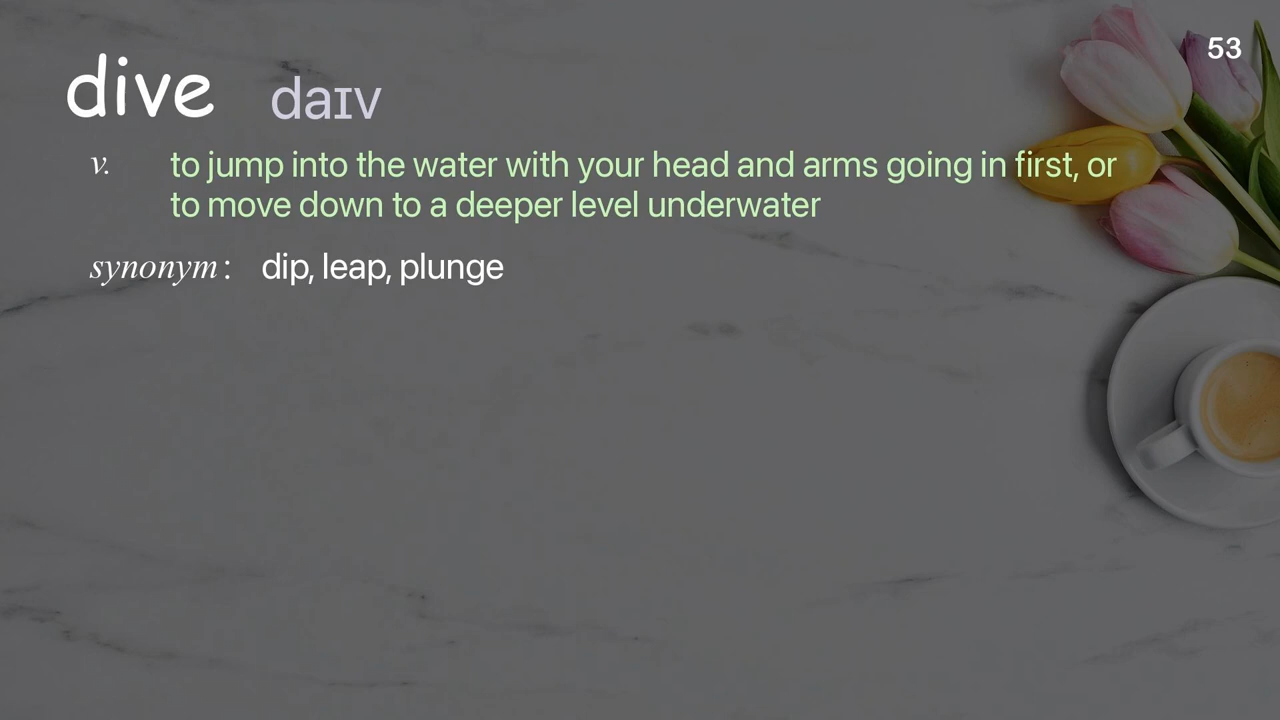 53
dive daɪv
v. to jump into the water with your head and arms going in first, or
to move down to a deeper level underwater
synonym: dip, leap, plunge